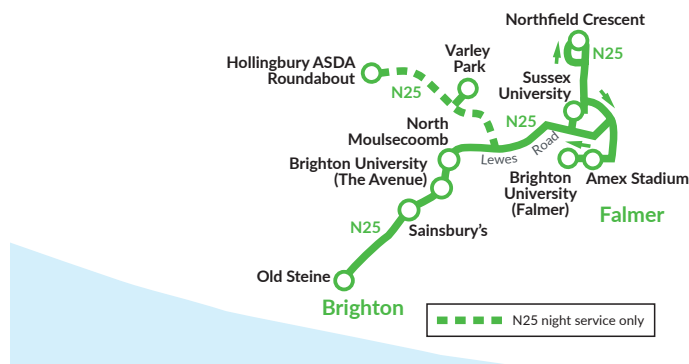 Northfield Crescent
N25
Hollingbury ASDA
Roundabout
N25
Varley
Park
Sussex
University
N25
North
Moulsecoomb
Lewes
Road
Brighton University
(The Avenue)
Brighton
University
(Falmer)
Amex Stadium
Falmer
N25
Sainsbury's
Old Steine
Brighton
N25 night service only